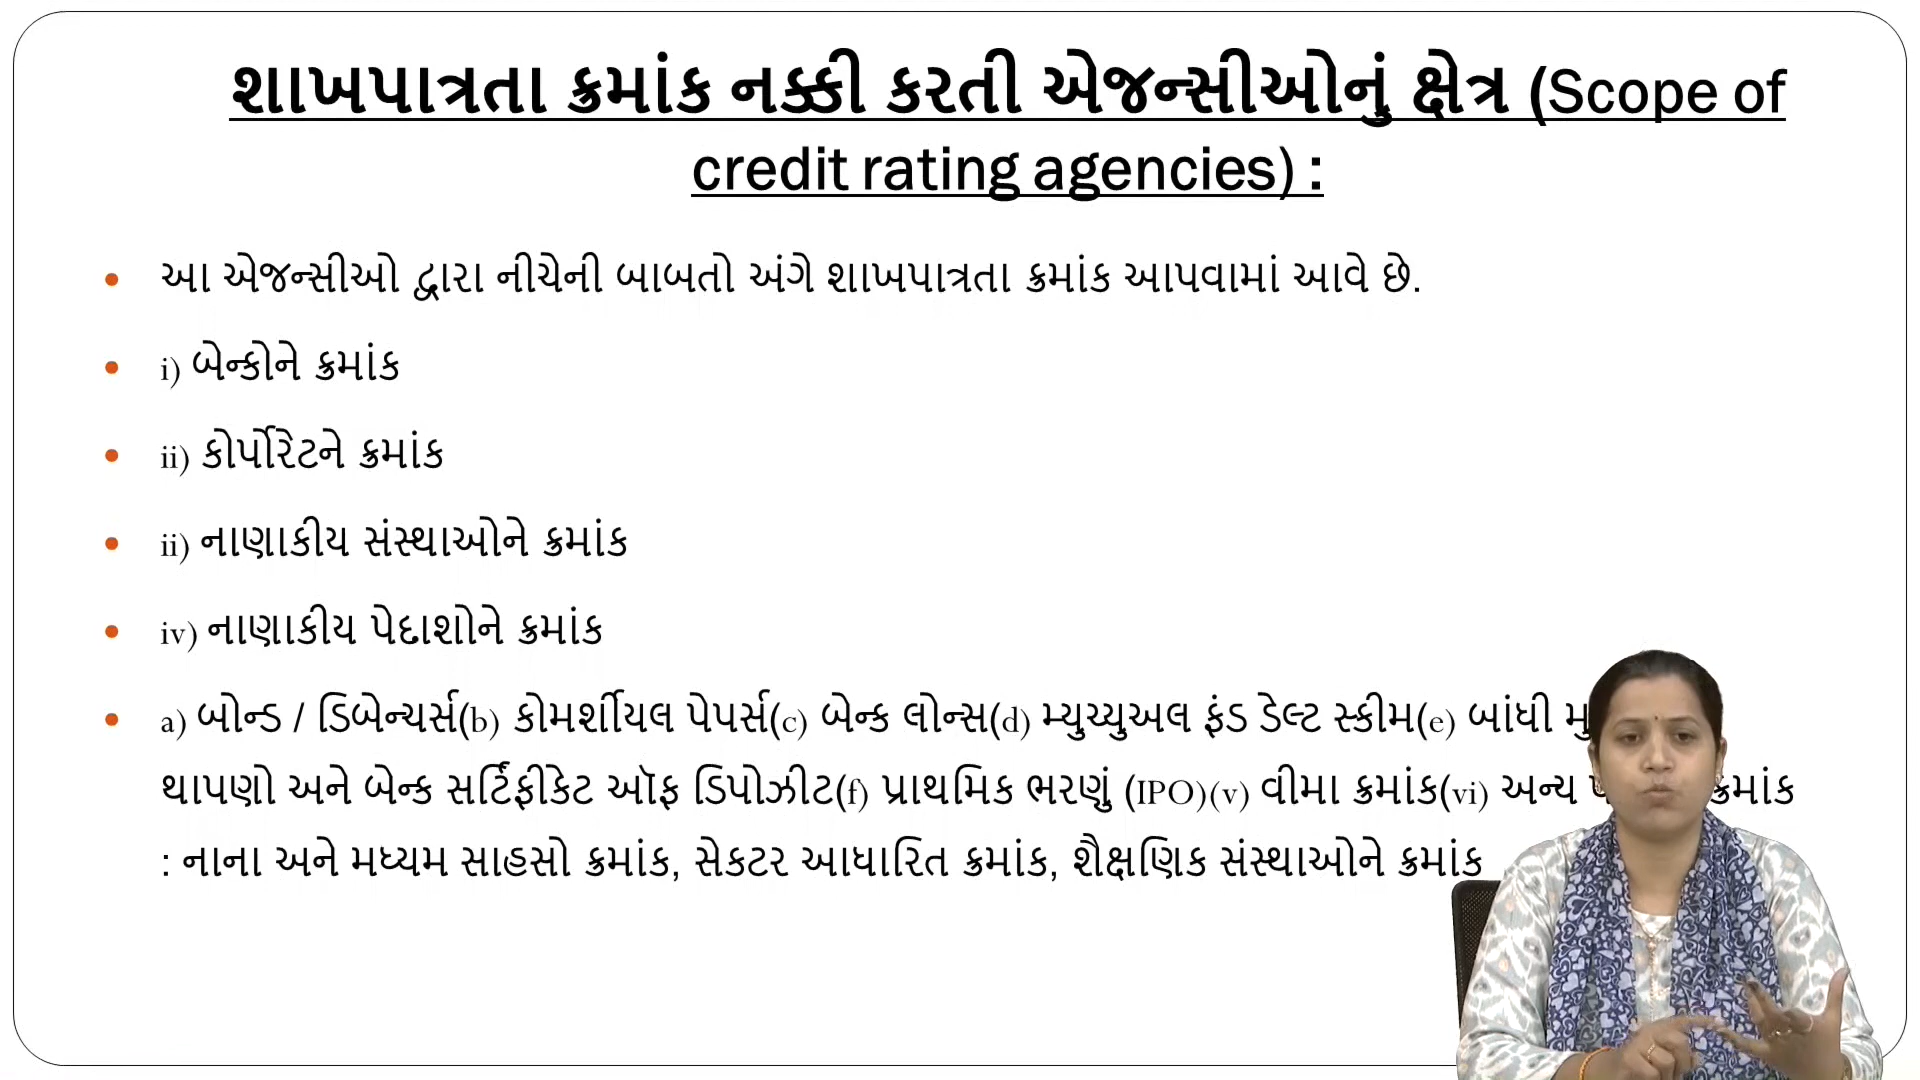 શાખપાત્રતા ક્રમાંક નક્કી કરતી એજન્સીઓનું ક્ષેત્ર (Scope of
credit rating agencies) :
આ એજન્સીઓ દ્વારા નીચેની બાબતો અંગે શાખપાત્રતા ક્રમાંક આપવામાં આવે છે.
i) બેન્કોને ક્રમાંક
ii) કોર્પોરેટને ક્રમાંક
ii) નાણાકીય સંસ્થાઓને ક્રમાંક
iv) નાણાકીય પેદાશોને ક્રમાંક
a) બોન્ડ / ડિબેન્ચર્સ(b) કોમર્શીયલ પેપર્સ(c) બેન્ક લોન્સ(d) મ્યુચ્યુઅલ ફંડ ડેલ્ટ સ્કીમ(e) બાંધી
થાપણો અને બેન્ક સર્ટિફીકેટ ઑફ ડિપોઝીટ(f) પ્રાથમિક ભરણું (IPO)(v) વીમા ક્રમાંક(vi) અન્ય ક્રમાંક
: નાના અને મધ્યમ સાહસો ક્રમાંક, સેકટર આધારિત ક્રમાંક, શૈક્ષણિક સંસ્થાઓને ક્રમાંક